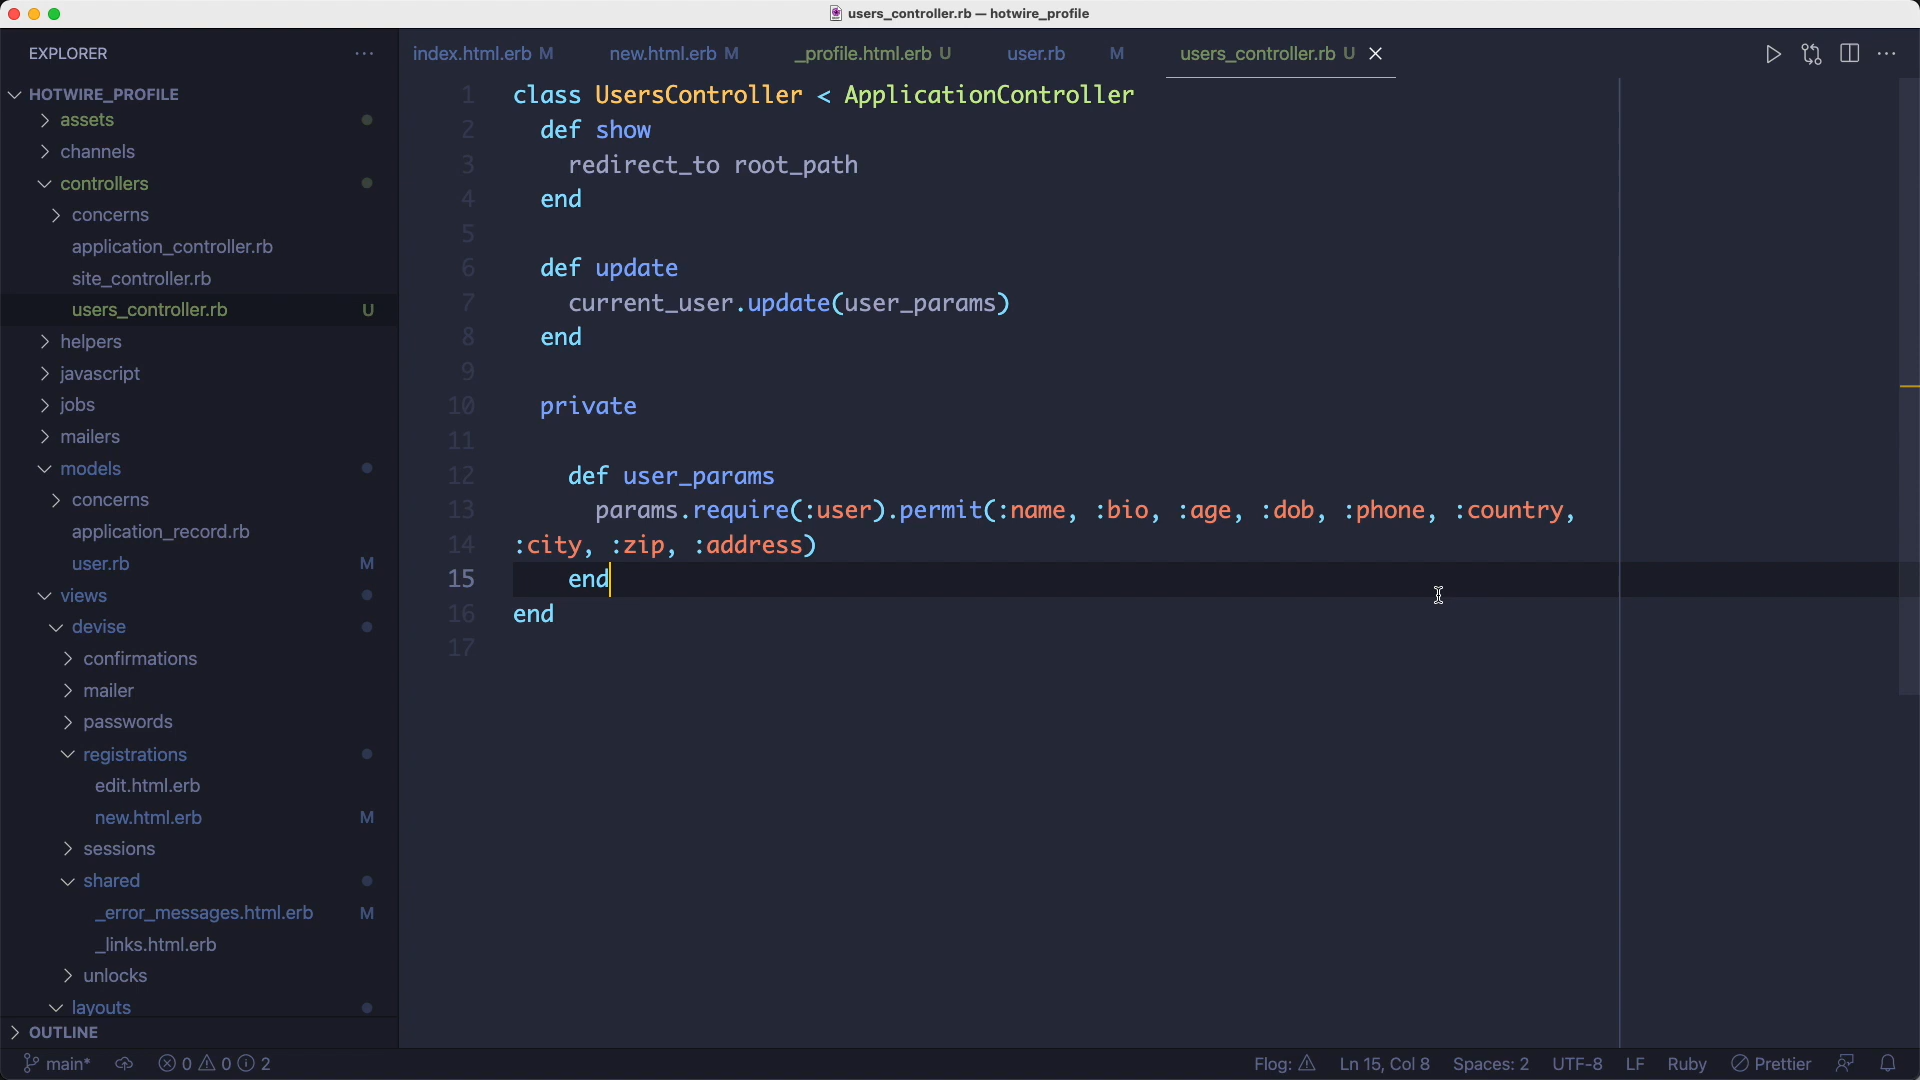 users_controller.rb — hotwire_profile
EXPLORER
index.html.erb M
new.html.erb M
_profile.html.erb U
user.rb M
users_controller.rb U
HOTWIRE_PROFILE
assets
channels
controllers
concerns
application_controller.rb
site_controller.rb
users_controller.rb U
helpers
javascript
jobs
mailers
models
concerns
application_record.rb
user.rb M
views
devise
confirmations
mailer
passwords
registrations
edit.html.erb
new.html.erb M
sessions
shared
_error_messages.html.erb M
_links.html.erb
unlocks
layouts
OUTLINE
1 class UsersController < ApplicationController
2   def show
3     redirect_to root_path
4   end
5
6   def update
7     current_user.update(user_params)
8   end
9
10   private
11
12     def user_params
13       params.require(:user).permit(:name, :bio, :age, :dob, :phone, :country,
14 :city, :zip, :address)
15     end
16 end
17
main* 0 0 2
Flog: Ln 15, Col 8 Spaces: 2 UTF-8 LF Ruby Prettier